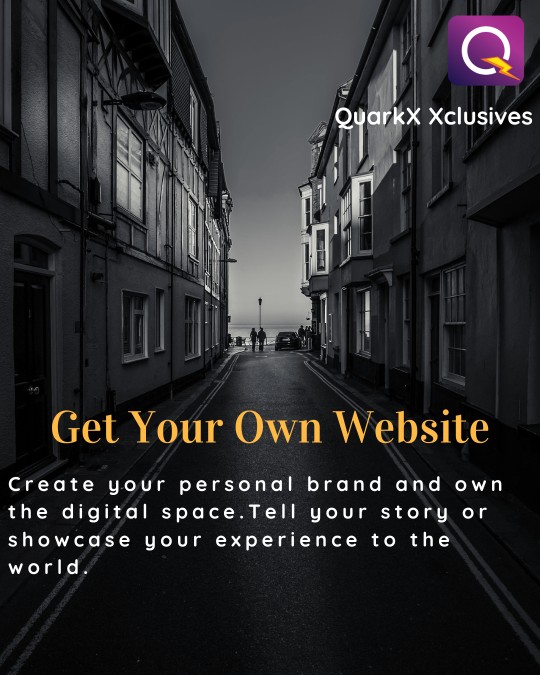 Q
QuarkX Xclusives
Get Your Own Website
Create your personal brand and own
the digital space.Tell your story or
showcase your experience to the
world.